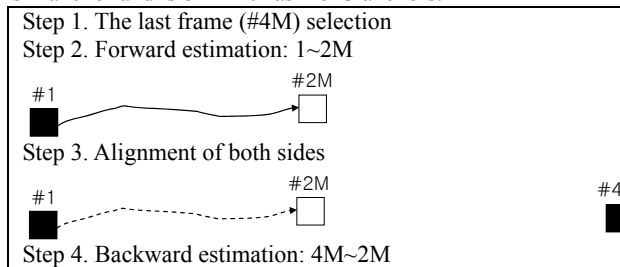 Step 1. The last frame (#4M) selection
Step 2. Forward estimation: 1~2M
#1 #2M
Step 3. Alignment of both sides
#1 #2M #4
Step 4. Backward estimation: 4M~2M